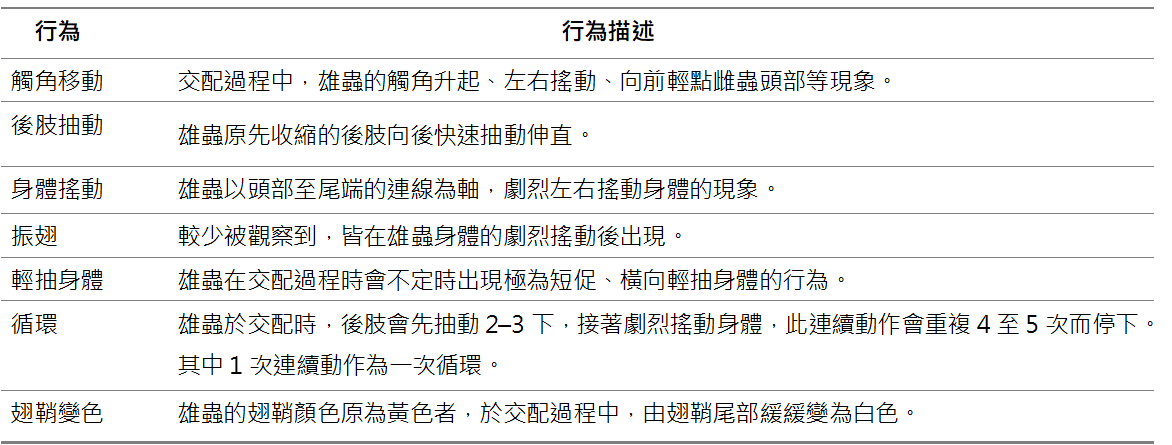 行為 行為描述
觸角移動 交配過程中，雄蟲的觸角升起、左右搖動、向前輕點雌蟲頭部等現象。
後肢抽動 雄蟲原先收縮的後肢向後快速抽動伸直。
身體搖動 雄蟲以頭部至尾端的連線為軸，劇烈左右搖動身體的現象。
振翅 較少被觀察到，皆在雄蟲身體的劇烈搖動後出現。
輕抽身體 雄蟲在交配過程時會不定時出現極為短促、橫向輕抽身體的行為。
循環 雄蟲於交配時，後肢會先抽動 2–3 下，接著劇烈搖動身體，此連續動作會重複 4 至 5 次而停下。
其中 1 次連續動作為一次循環。
翅鞘變色 雄蟲的翅鞘顏色原為黃色者，於交配過程中，由翅鞘尾部緩緩變為白色。